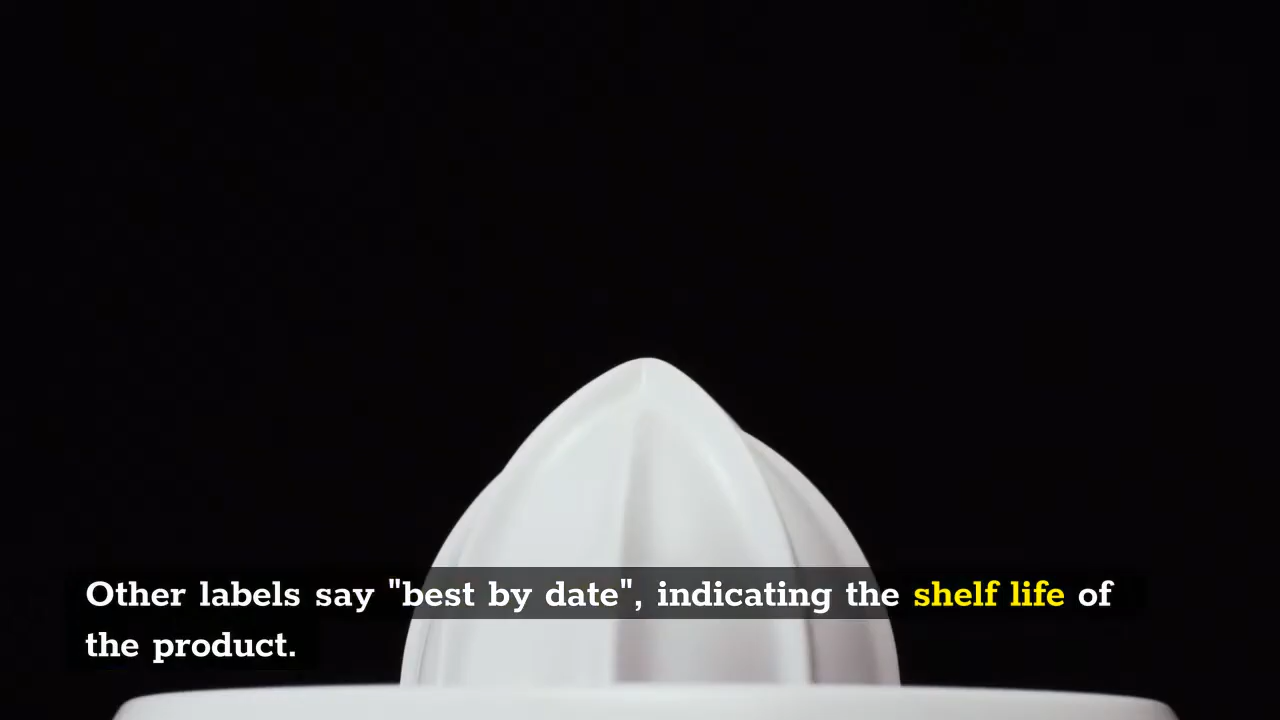 Other labels say "best by date", indicating the shelf life of
the product.